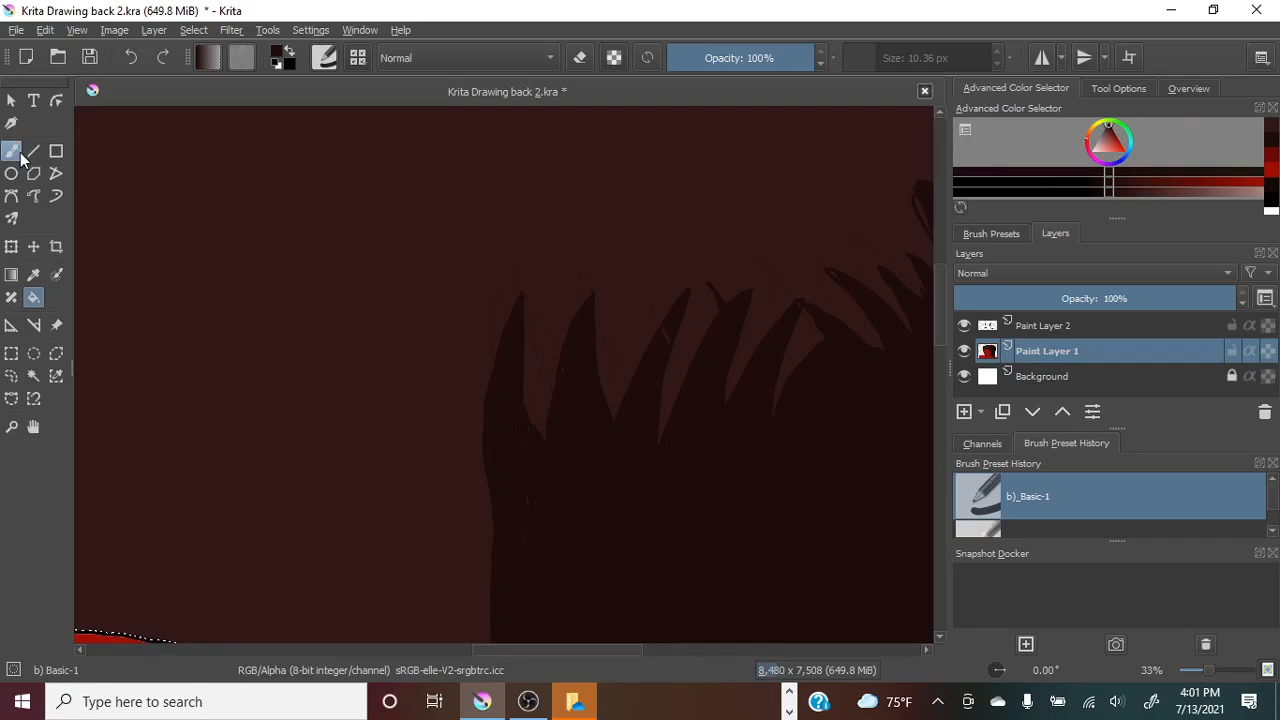 Krita Drawing back 2.kra (649.8 MiB) * - Krita
File Edit View Image Layer Select Filter Tools Settings Window Help
Normal
Opacity: 100%
Size: 10.36 px
Krita Drawing back 2.kra *
Advanced Color Selector Tool Options Overview
Advanced Color Selector
Brush Presets Layers
Layers
Normal
Opacity: 100%
Paint Layer 2
Paint Layer 1
Background
Channels Brush Preset History
Brush Preset History
b)_Basic-1
Snapshot Docker
b) Basic-1
RGB/Alpha (8-bit integer/channel) sRGB-elle-V2-srgbtrc.icc
8,480 x 7,508 (649.8 MiB)
0.00°
33%
Type here to search
75°F
4:01 PM
7/13/2021